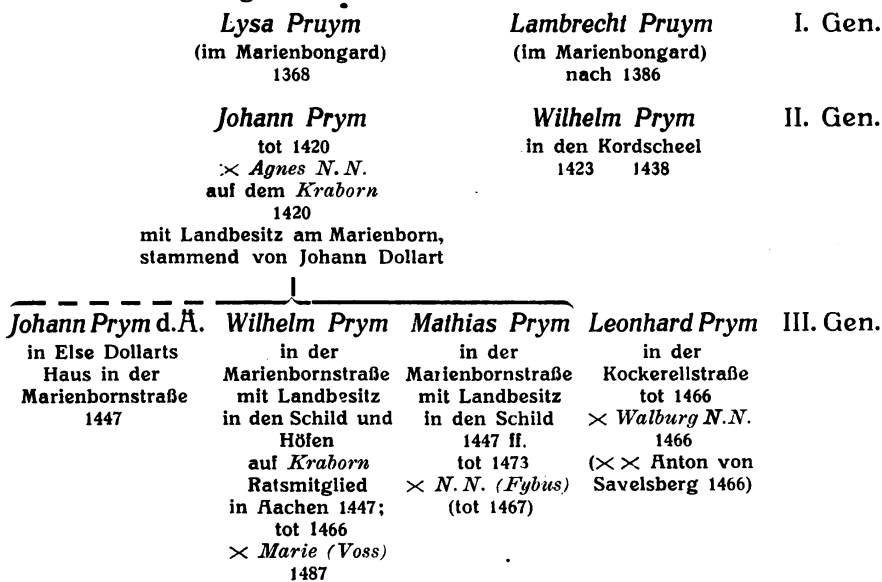 Lysa Pruym
(im Marienbongard)
1368
Lambrecht Pruym
(im Marienbongard)
nach 1386
I. Gen.
Johann Prym
tot 1420
⚔ Agnes N. N.
auf dem Kraborn
1420
mit Landbesitz am Marienborn,
stammend von Johann Dollart
Wilhelm Prym
in den Kordscheel
1423 1438
II. Gen.
Johann Prym d. Ä.
in Else Dollarts
Haus in der
Marienbornstraße
1447
Wilhelm Prym
in der
Marienbornstraße
mit Landbesitz
in den Schild und
Höfen
auf Kraborn
Ratsmitglied
in Aachen 1447;
tot 1466
× Marie (Voss)
1487
Mathias Prym
in der
Marienbornstraße
mit Landbesitz
in den Schild
1447 ff.
tot 1473
× N. N. (Fybus)
(tot 1467)
Leonhard Prym
in der
Kockerellstraße
tot 1466
× Walburg N. N.
1466
(× × Anton von
Savelsberg 1466)
III. Gen.